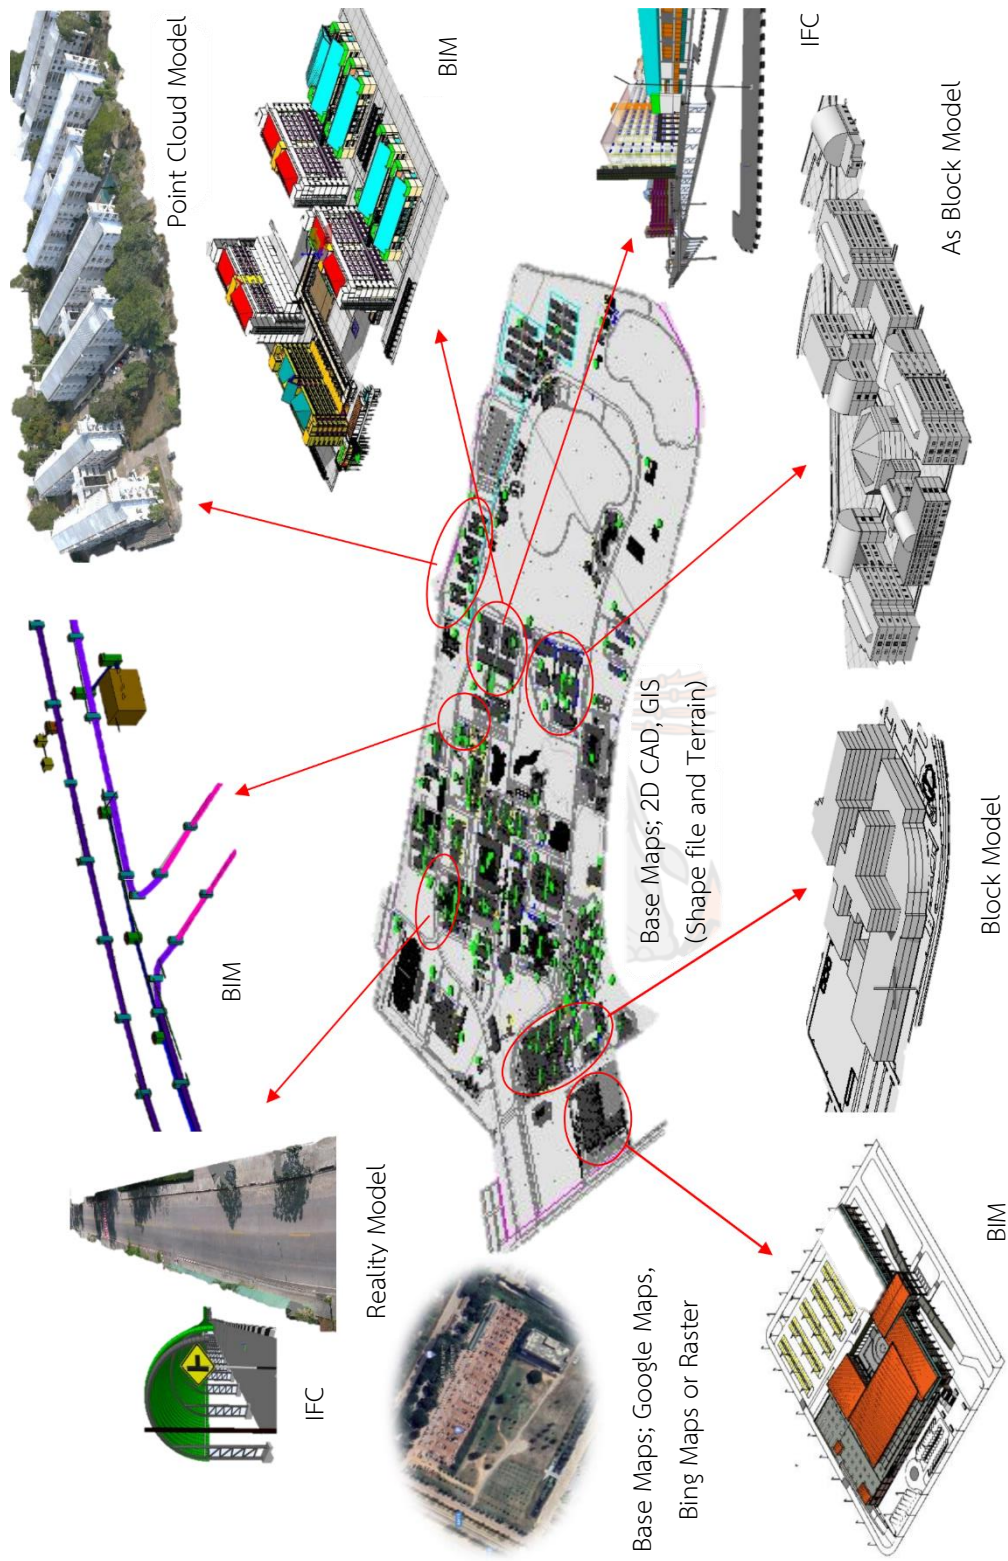 IFC
Reality Model
BIM
Point Cloud Model
BIM
IFC
Base Maps; Google Maps,
Bing Maps or Raster
Base Maps; 2D CAD, GIS
(Shape file and Terrain)
BIM
Block Model
As Block Model